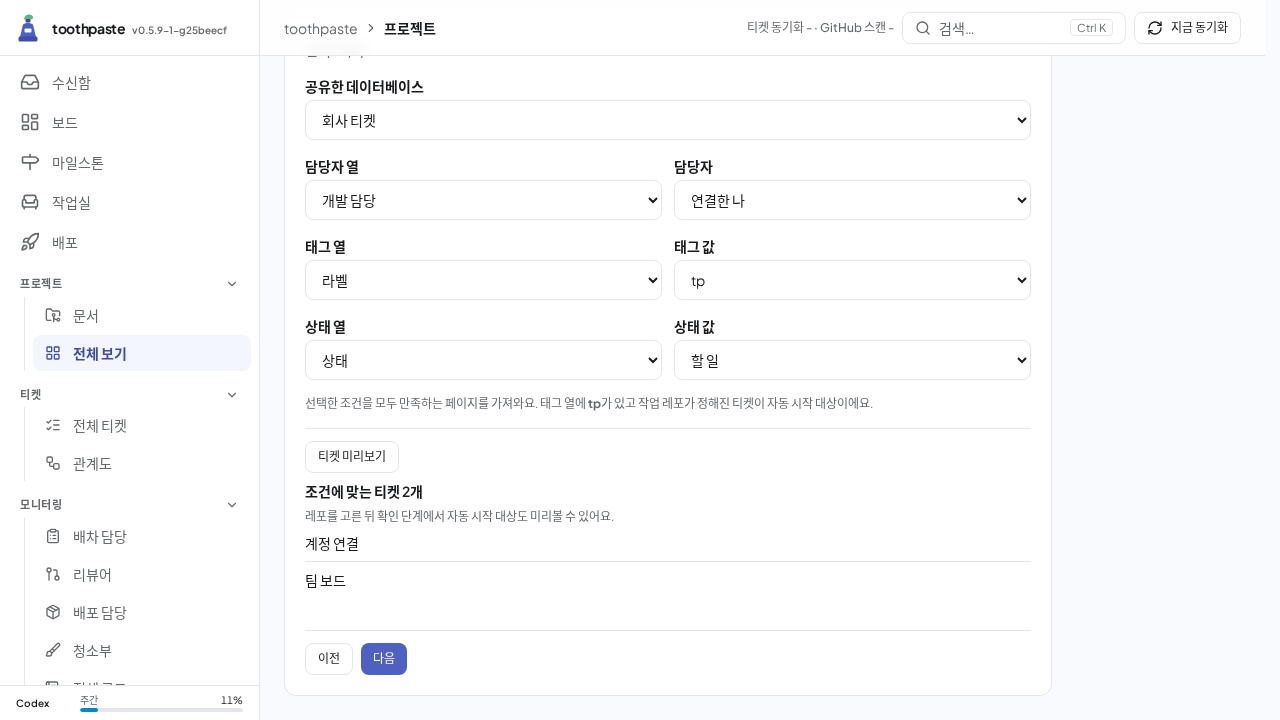 toothpaste v0.5.9-1-g25beecf
toothpaste > 프로젝트
티켓 동기화 - · GitHub 스캔 -
검색... Ctrl K
지금 동기화
수신함
보드
마일스톤
작업실
배포
프로젝트
문서
전체 보기
티켓
전체 티켓
관계도
모니터링
배차 담당
리뷰어
배포 담당
청소부
Codex 주간 11%
공유한 데이터베이스
회사 티켓
담당자 열 담당자
개발 담당 연결한 나
태그 열 태그 값
라벨 tp
상태 열 상태 값
상태 할 일
선택한 조건을 모두 만족하는 페이지를 가져와요. 태그 열에 tp가 있고 작업 레포가 정해진 티켓이 자동 시작 대상이에요.
티켓 미리보기
조건에 맞는 티켓 2개
레포를 고른 뒤 확인 단계에서 자동 시작 대상도 미리볼 수 있어요.
계정 연결
팀 보드
이전 다음